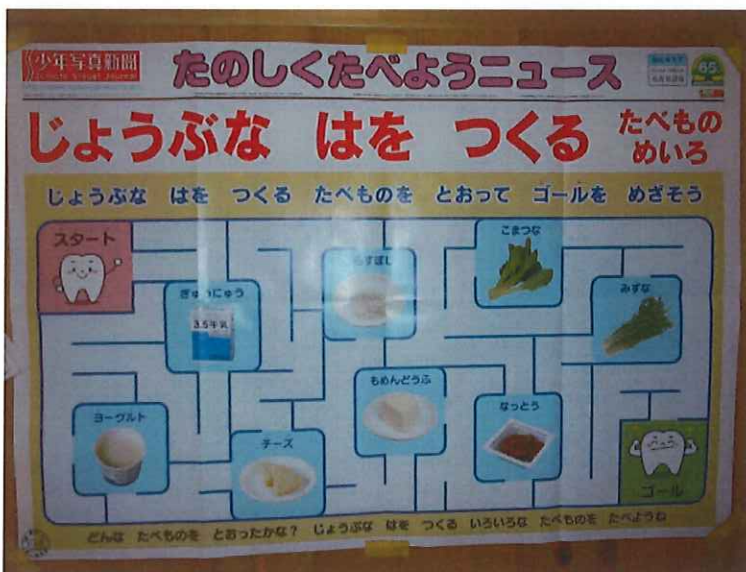 少年写真新聞
たのしくたべようニュース
65
じょうぶな はを つくる たべもの めいろ
じょうぶな はを つくる たべものを とおって ゴールを めざそう
スタート
ぎゅうにゅう
3.5牛乳
こまつな
みずな
ヨーグルト
チーズ
もめんどうふ
なっとう
ゴール
どんな たべものを とおったかな? じょうぶな はを つくる いろいろな たべものを たべようね